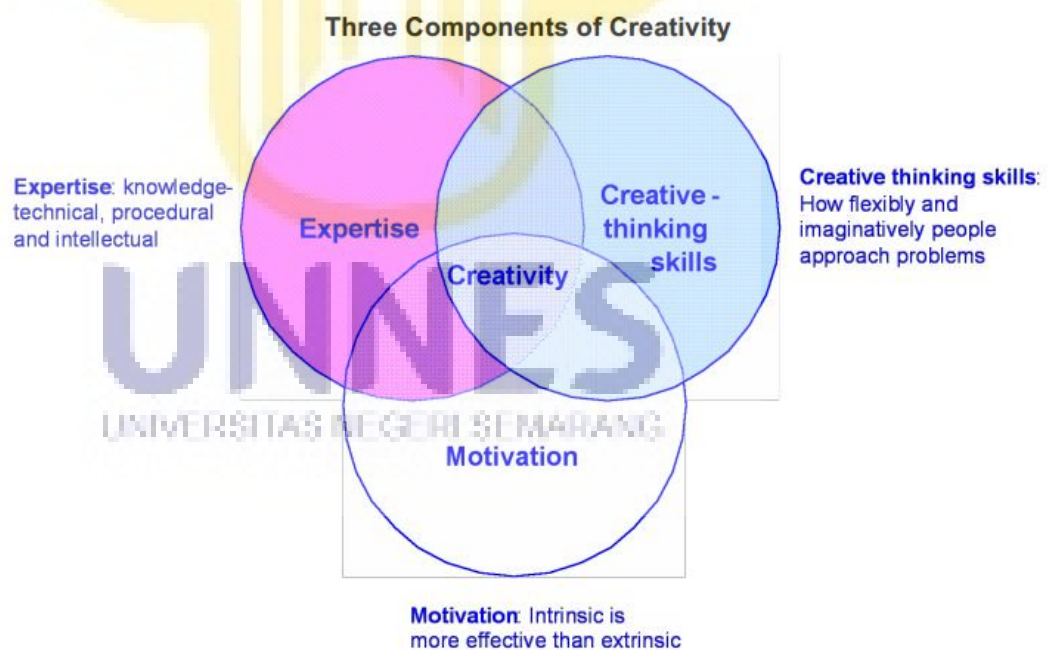 Three Components of Creativity
Expertise: knowledge-
technical, procedural
and intellectual
Expertise
Creative -
thinking
skills
Creative thinking skills:
How flexibly and
imaginatively people
approach problems
Creativity
UNNES
UNIVERSITAS NEGERI SEMARANG
Motivation
Motivation: Intrinsic is
more effective than extrinsic